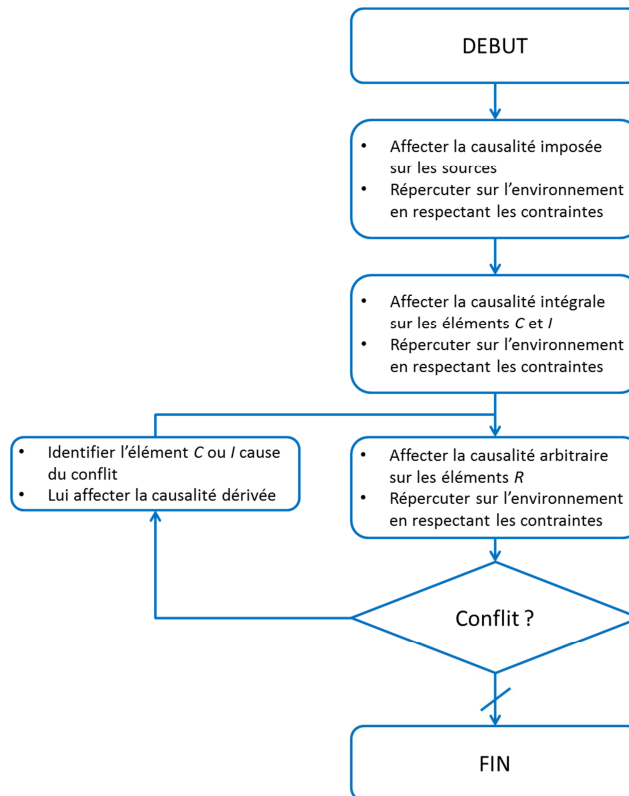 DEBUT
• Affecter la causalité imposée
sur les sources
• Répercuter sur l'environnement
en respectant les contraintes
• Affecter la causalité intégrale
sur les éléments C et I
• Répercuter sur l'environnement
en respectant les contraintes
• Identifier l'élément C ou I cause
du conflit
• Lui affecter la causalité dérivée
• Affecter la causalité arbitraire
sur les éléments R
• Répercuter sur l'environnement
en respectant les contraintes
Conflit ?
FIN